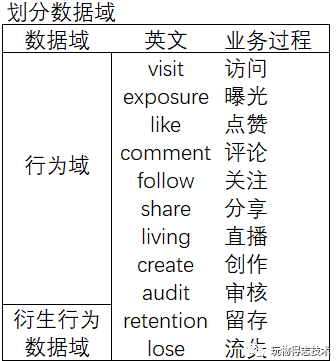 划分数据域
数据域 英文 业务过程
行为域
visit 访问
exposure 曝光
like 点赞
comment 评论
follow 关注
share 分享
living 直播
create 创作
audit 审核
衍生行为
数据域
retention 留存
lose 流失
玩物得志技术